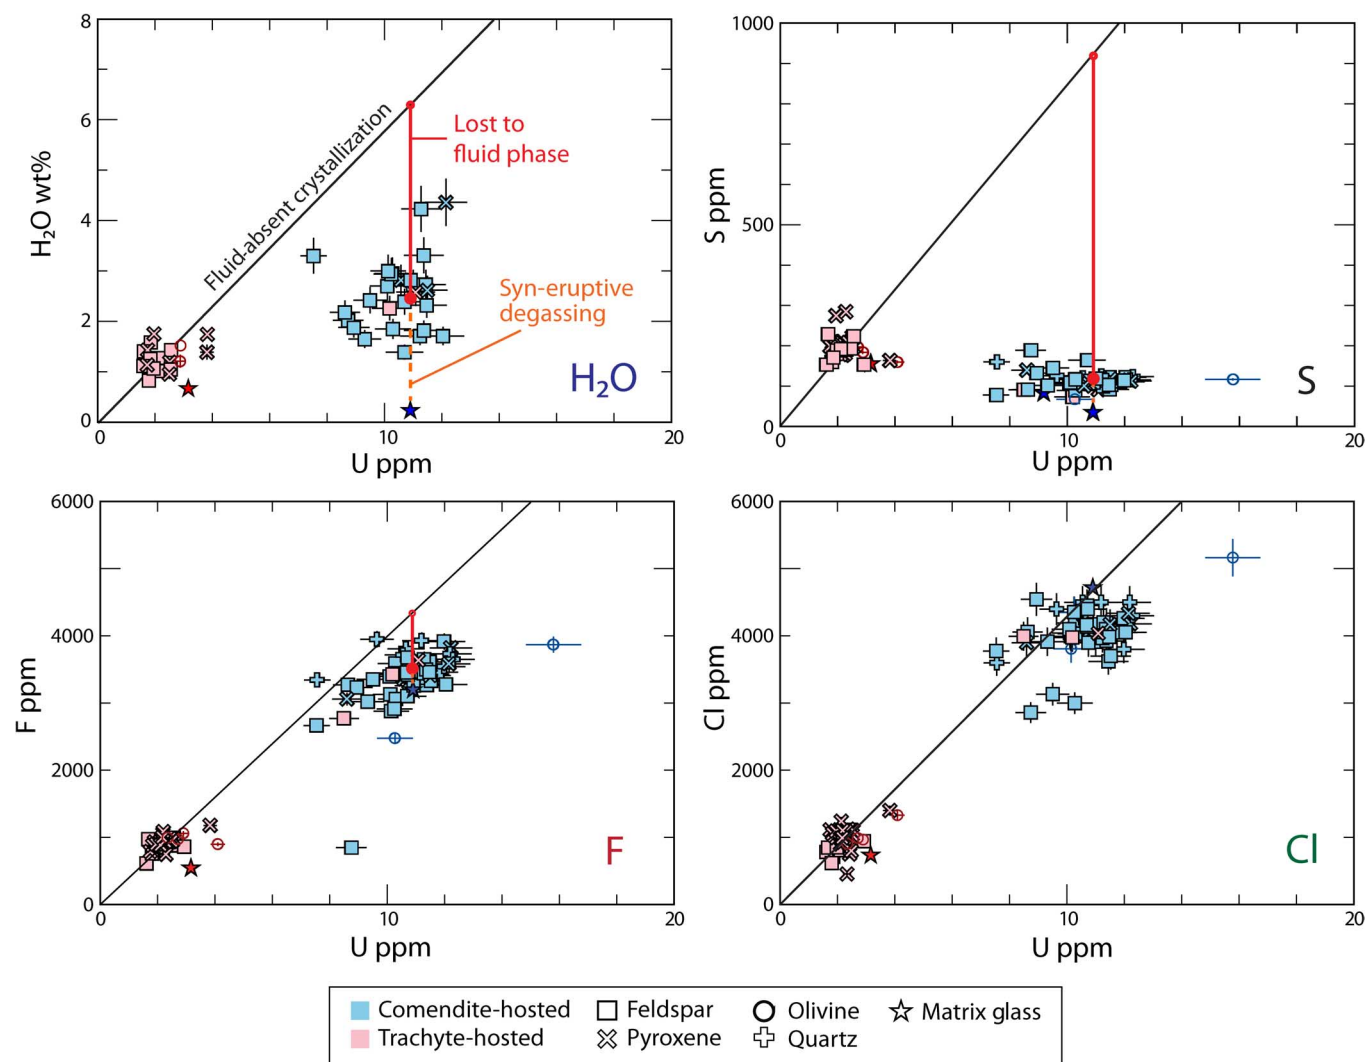 8
6
4
2
0
H₂O wt%
Fluid-absent crystallization
Lost to
fluid phase
Syn-eruptive
degassing
H₂O
0
10
20
U ppm
1000
500
0
S ppm
S
0
10
20
U ppm
6000
4000
2000
0
F ppm
F
0
10
20
U ppm
6000
4000
2000
0
Cl ppm
Cl
0
10
20
U ppm
Comendite-hosted
Feldspar
Olivine
Matrix glass
Trachyte-hosted
Pyroxene
Quartz